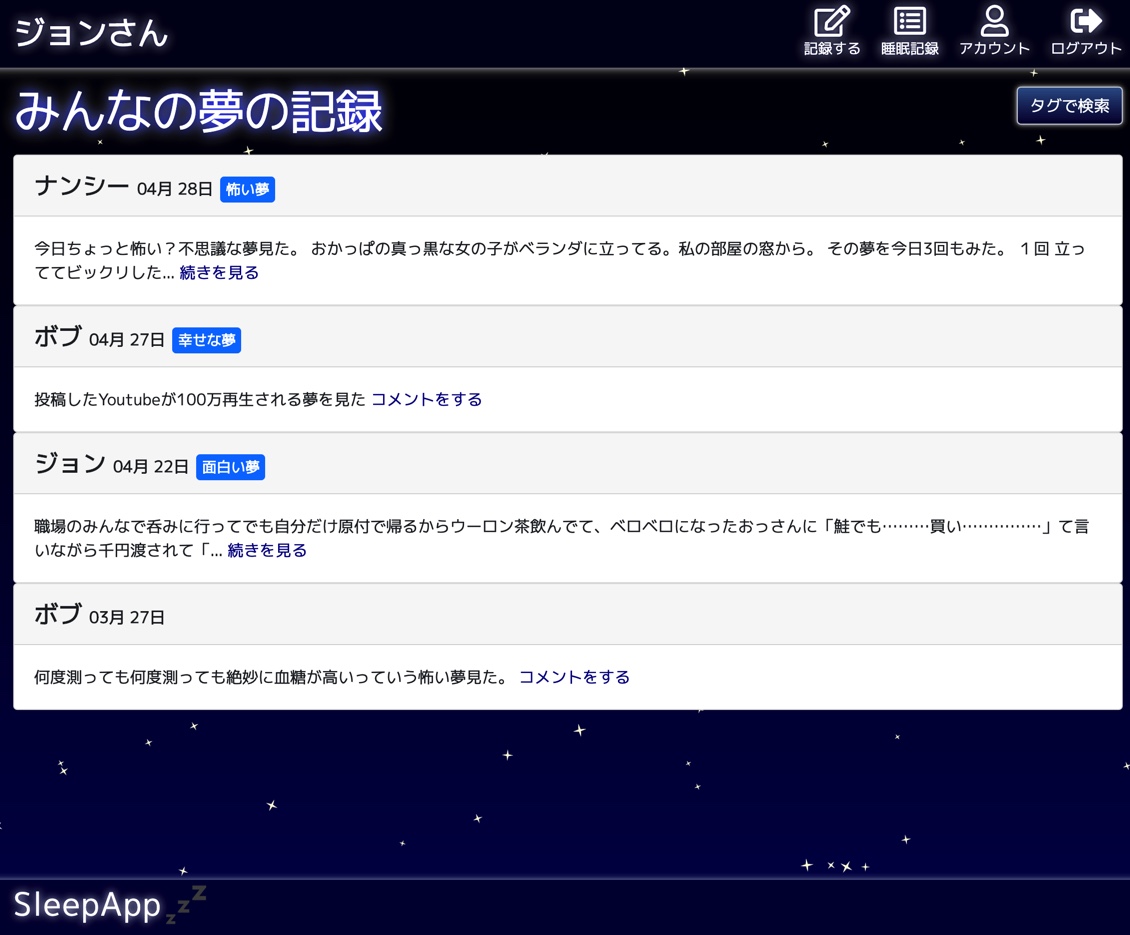 ジョンさん
記録する 睡眠記録 アカウント ログアウト
みんなの夢の記録
タグで検索
ナンシー 04月 28日 怖い夢
今日ちょっと怖い？不思議な夢見た。 おかっぱの真っ黒な女の子がベランダに立ってる。私の部屋の窓から。 その夢を今日3回もみた。 １回 立っ
ててビックリした... 続きを見る
ボブ 04月 27日 幸せな夢
投稿したYoutubeが100万再生される夢を見た コメントをする
ジョン 04月 22日 面白い夢
職場のみんなで呑みに行ってでも自分だけ原付で帰るからウーロン茶飲んでて、ベロベロになったおっさんに「鮭でも………買い……………」て言
いながら千円渡されて「... 続きを見る
ボブ 03月 27日
何度測っても何度測っても絶妙に血糖が高いっていう怖い夢見た。 コメントをする
SleepApp zzZ